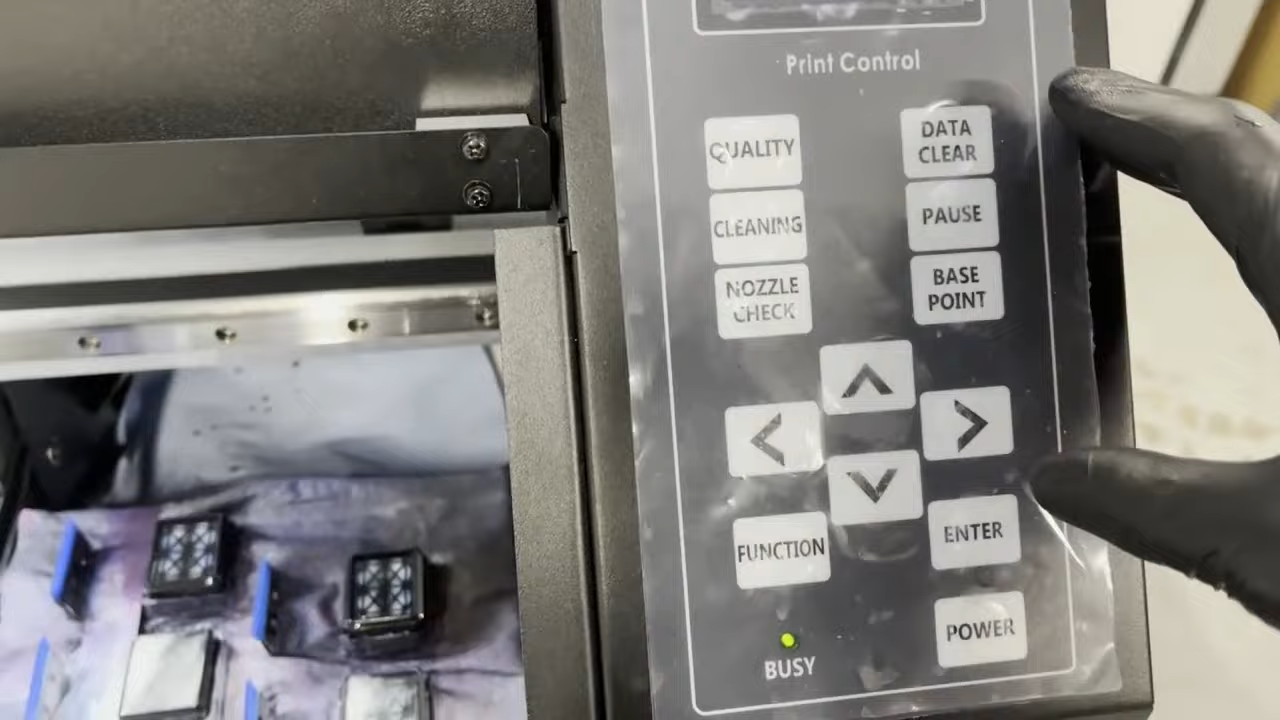 Print Control
QUALITY
DATA
CLEAR
CLEANING
PAUSE
NOZZLE
CHECK
BASE
POINT
FUNCTION
ENTER
BUSY
POWER